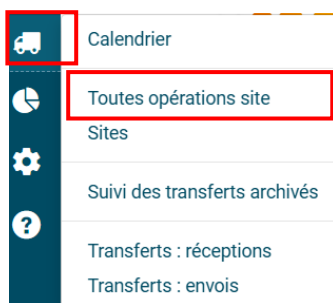 Calendrier
Toutes opérations site
Sites
Suivi des transferts archivés
Transferts : réceptions
Transferts : envois